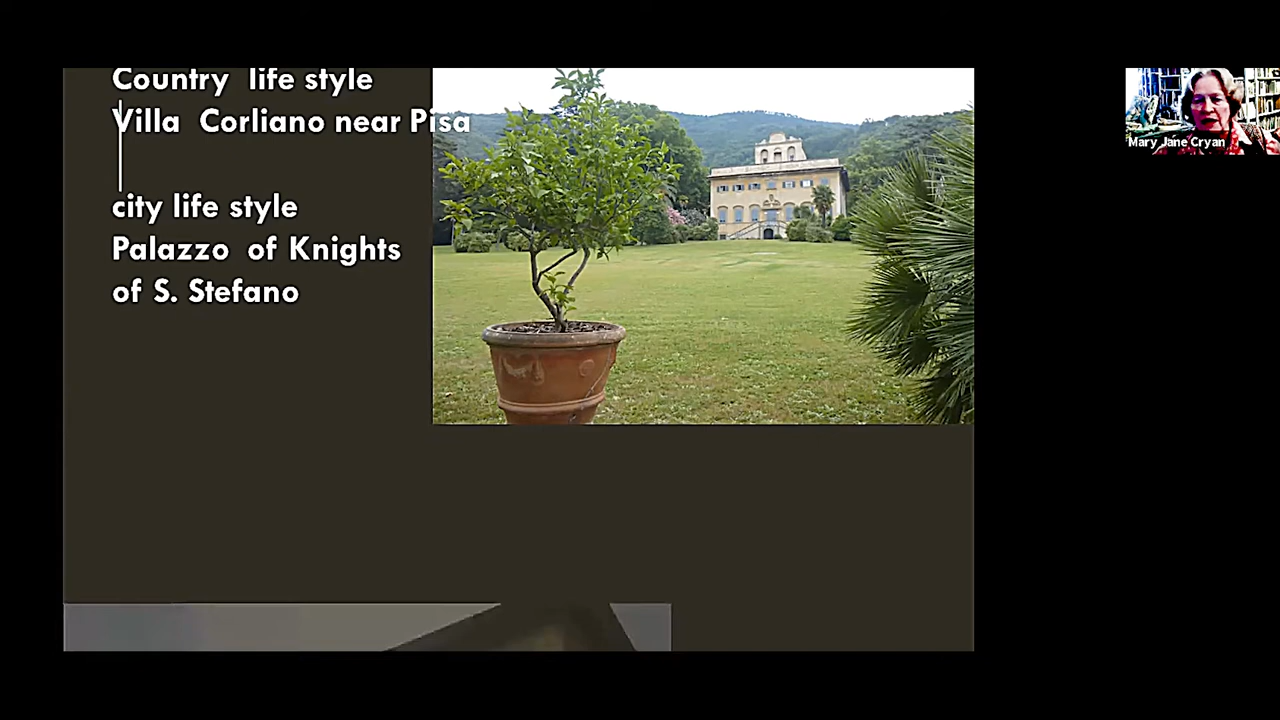 Country life style
Villa Corliano near Pisa
city life style
Palazzo of Knights
of S. Stefano
Mary Jane Cryan